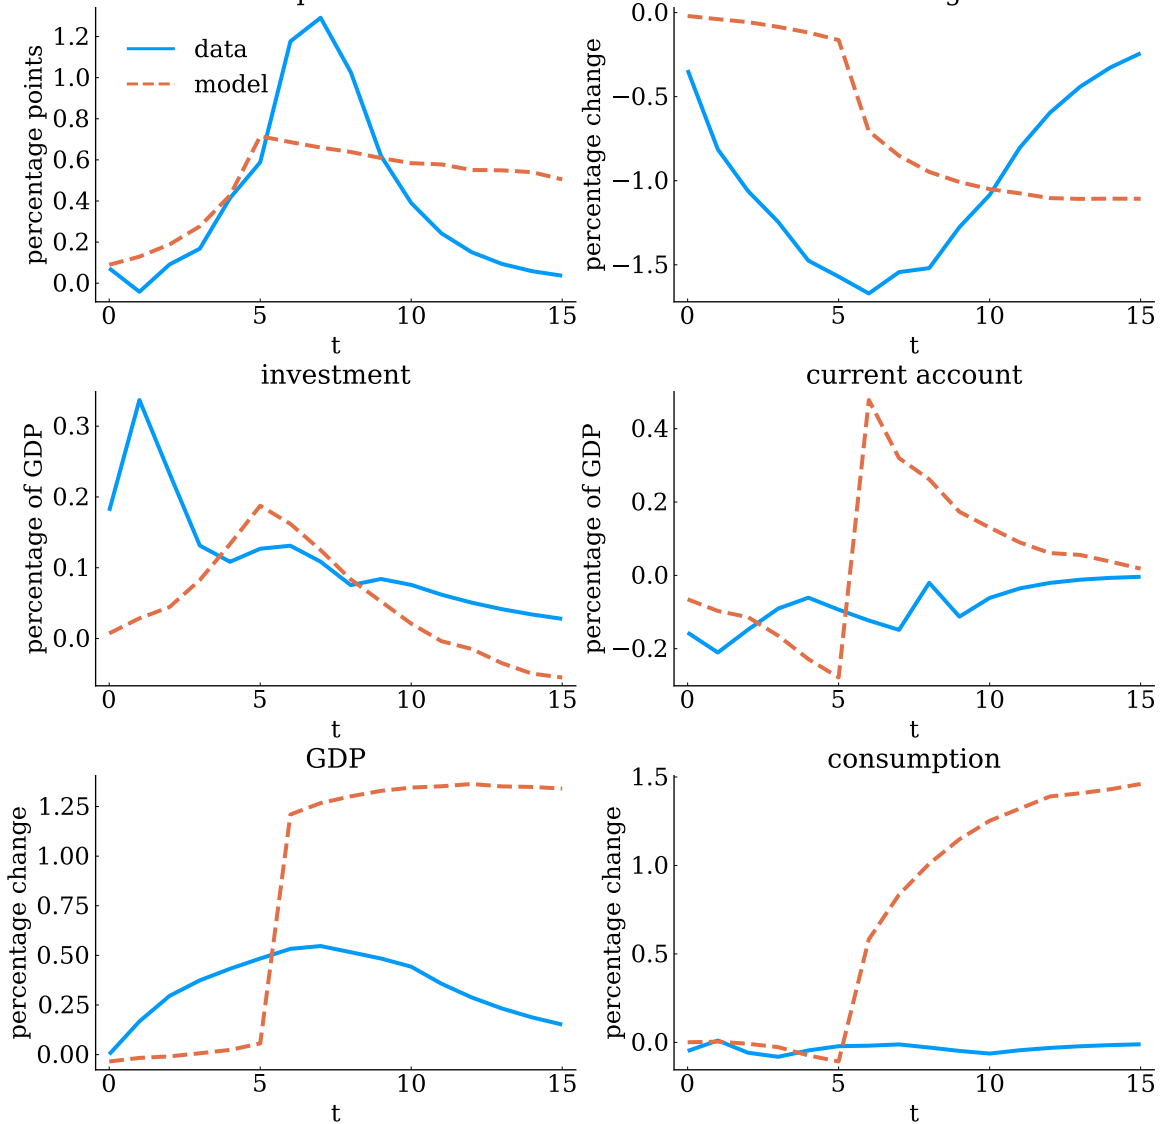 1.2
1.0
0.8
0.6
0.4
0.2
0.0
percentage points
data
model
0 5 10 15
t
0.0
−0.5
−1.0
−1.5
percentage change
0 5 10 15
t
investment
0.3
0.2
0.1
0.0
percentage of GDP
0 5 10 15
t
current account
0.4
0.2
0.0
−0.2
percentage of GDP
0 5 10 15
t
GDP
1.25
1.00
0.75
0.50
0.25
0.00
percentage change
0 5 10 15
t
consumption
1.5
1.0
0.5
0.0
percentage change
0 5 10 15
t